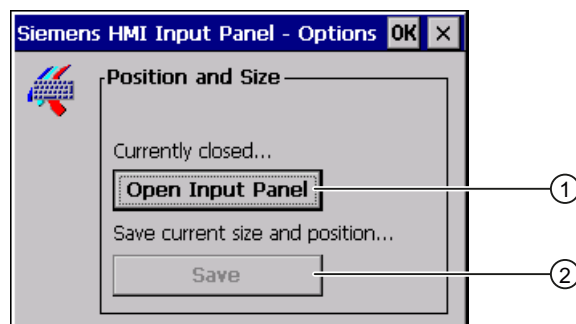 Siemens HMI Input Panel - Options OK ×
Position and Size
Currently closed...
Open Input Panel
1
Save current size and position...
Save
2